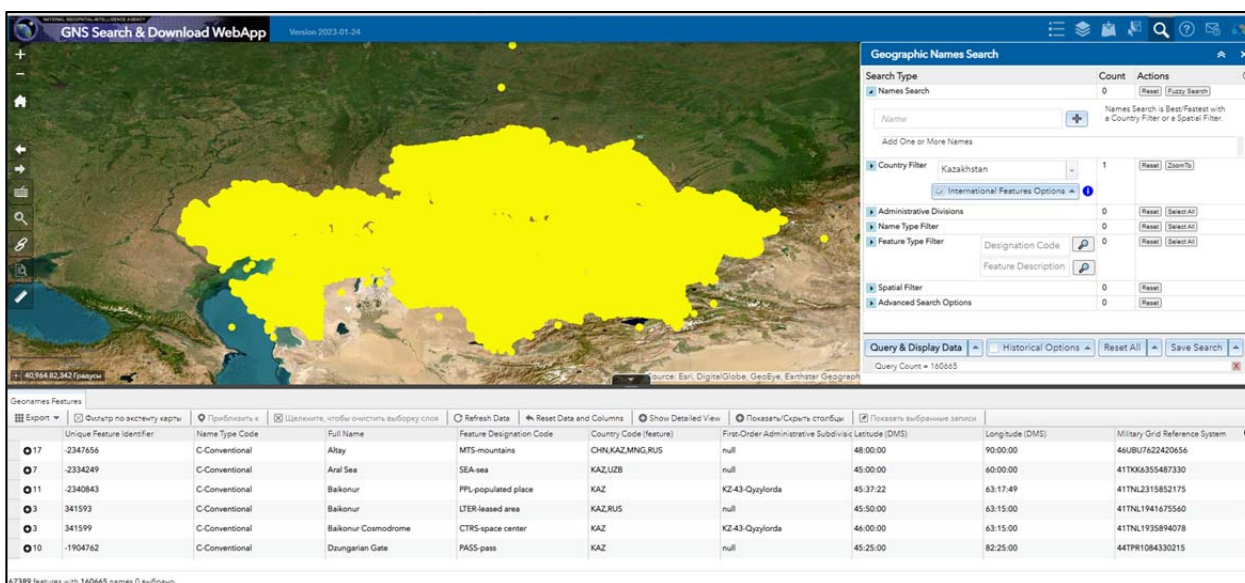 NATIONAL GEOSPATIAL-INTELLIGENCE AGENCY
GNS Search & Download WebApp Version 2023-01-24
Geographic Names Search
Search Type Count Actions
Names Search 0 Reset Fuzzy Search
Name
Names Search is Best/Fastest with
a Country Filter or a Spatial Filter.
Add One or More Names
Country Filter Kazakhstan 1 Reset ZoomTo
International Features Options
Administrative Divisions 0 Reset Select All
Name Type Filter 0 Reset Select All
Feature Type Filter Designation Code 0 Reset Select All
Feature Description
Spatial Filter 0 Reset
Advanced Search Options 0 Reset
Query & Display Data Historical Options Reset All Save Search
Query Count = 160665
40,964 82,342 Градусы
Source: Esri, DigitalGlobe, GeoEye, Earthstar Geograph
Geonames Features
Export Фильтр по экстенту карты Приблизить к Щелкните, чтобы очистить выборку слоя Refresh Data Reset Data and Columns Show Detailed View Показать/Скрыть столбцы Показать выбранные записи
Unique Feature Identifier Name Type Code Full Name Feature Designation Code Country Code (feature) First-Order Administrative Subdivisic Latitude (DMS) Longitude (DMS) Military Grid Reference System
17 -2347656 C-Conventional Altay MTS-mountains CHN,KAZ,MNG,RUS null 48:00:00 90:00:00 46UBU7622420656
7 -2334249 C-Conventional Aral Sea SEA-sea KAZ,UZB null 45:00:00 60:00:00 41TKK6355487330
11 -2340843 C-Conventional Baikonur PPL-populated place KAZ KZ-43-Qyzylorda 45:37:22 63:17:49 41TNL2315852175
3 341593 C-Conventional Baikonur LTER-leased area KAZ,RUS null 45:50:00 63:15:00 41TNL1941675560
3 341599 C-Conventional Baikonur Cosmodrome CTRS-space center KAZ KZ-43-Qyzylorda 46:00:00 63:15:00 41TNL1935894078
10 -1904762 C-Conventional Dzungarian Gate PASS-pass KAZ null 45:25:00 82:25:00 44TPR1084330215
67389 features with 160665 names 0 выбрано